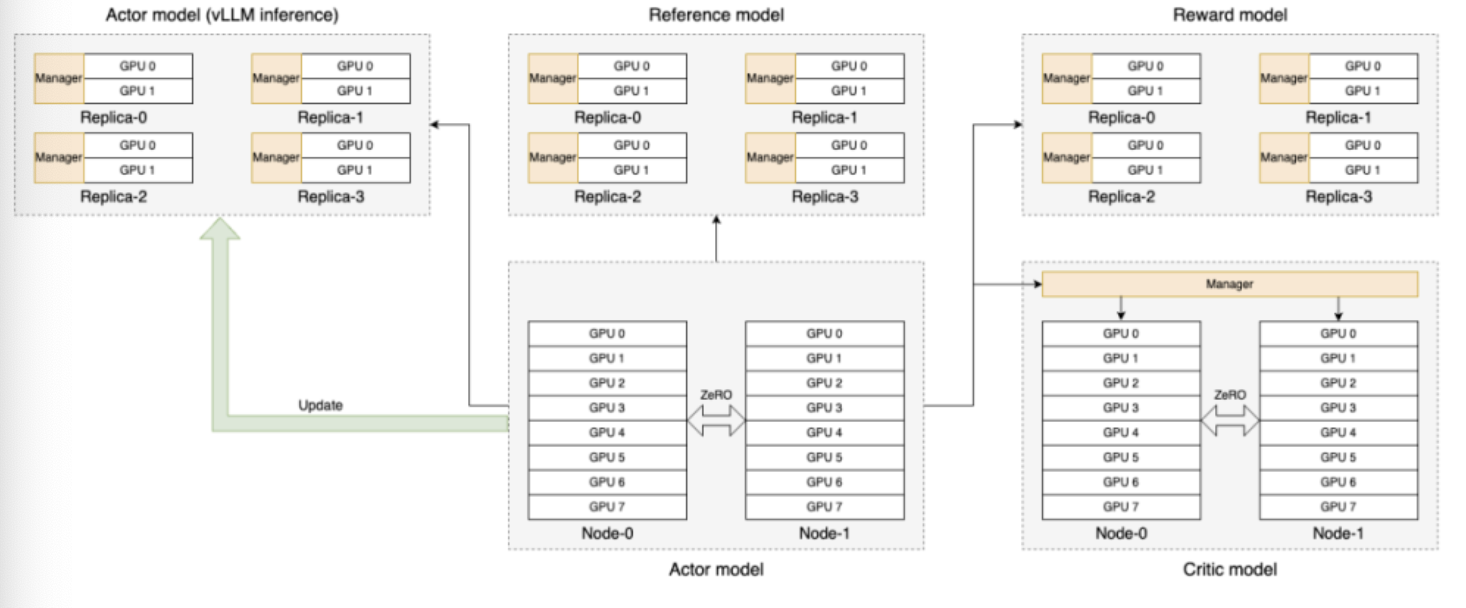 Actor model (vLLM inference)
Manager
GPU 0
GPU 1
Replica-0
Manager
GPU 0
GPU 1
Replica-1
Manager
GPU 0
GPU 1
Replica-2
Manager
GPU 0
GPU 1
Replica-3
Reference model
Manager
GPU 0
GPU 1
Replica-0
Manager
GPU 0
GPU 1
Replica-1
Manager
GPU 0
GPU 1
Replica-2
Manager
GPU 0
GPU 1
Replica-3
Reward model
Manager
GPU 0
GPU 1
Replica-0
Manager
GPU 0
GPU 1
Replica-1
Manager
GPU 0
GPU 1
Replica-2
Manager
GPU 0
GPU 1
Replica-3
Update
GPU 0
GPU 1
GPU 2
GPU 3
GPU 4
GPU 5
GPU 6
GPU 7
Node-0
ZeRO
GPU 0
GPU 1
GPU 2
GPU 3
GPU 4
GPU 5
GPU 6
GPU 7
Node-1
Actor model
Manager
GPU 0
GPU 1
GPU 2
GPU 3
GPU 4
GPU 5
GPU 6
GPU 7
Node-0
ZeRO
GPU 0
GPU 1
GPU 2
GPU 3
GPU 4
GPU 5
GPU 6
GPU 7
Node-1
Critic model